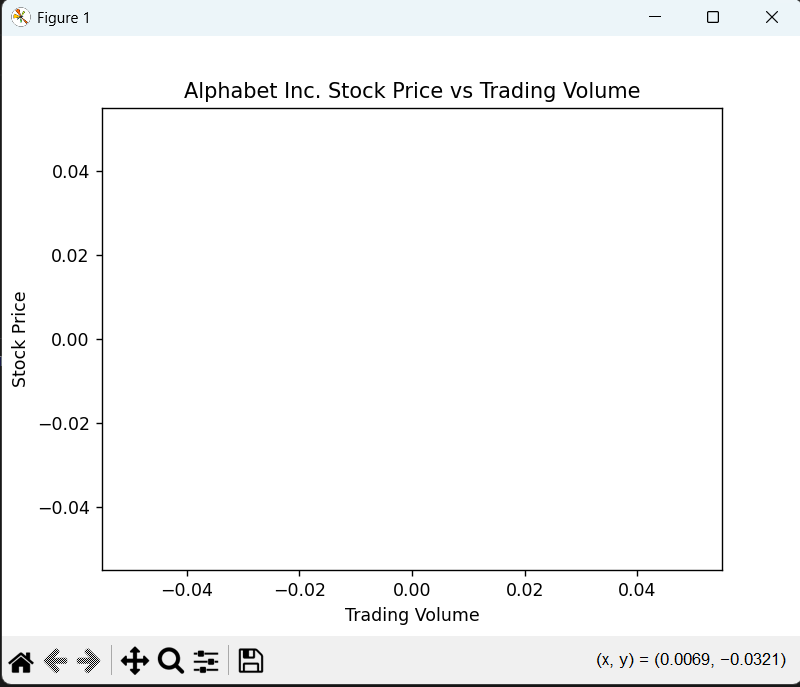 Figure 1
Alphabet Inc. Stock Price vs Trading Volume
0.04
0.02
0.00
−0.02
−0.04
Stock Price
−0.04 −0.02 0.00 0.02 0.04
Trading Volume
(x, y) = (0.0069, −0.0321)